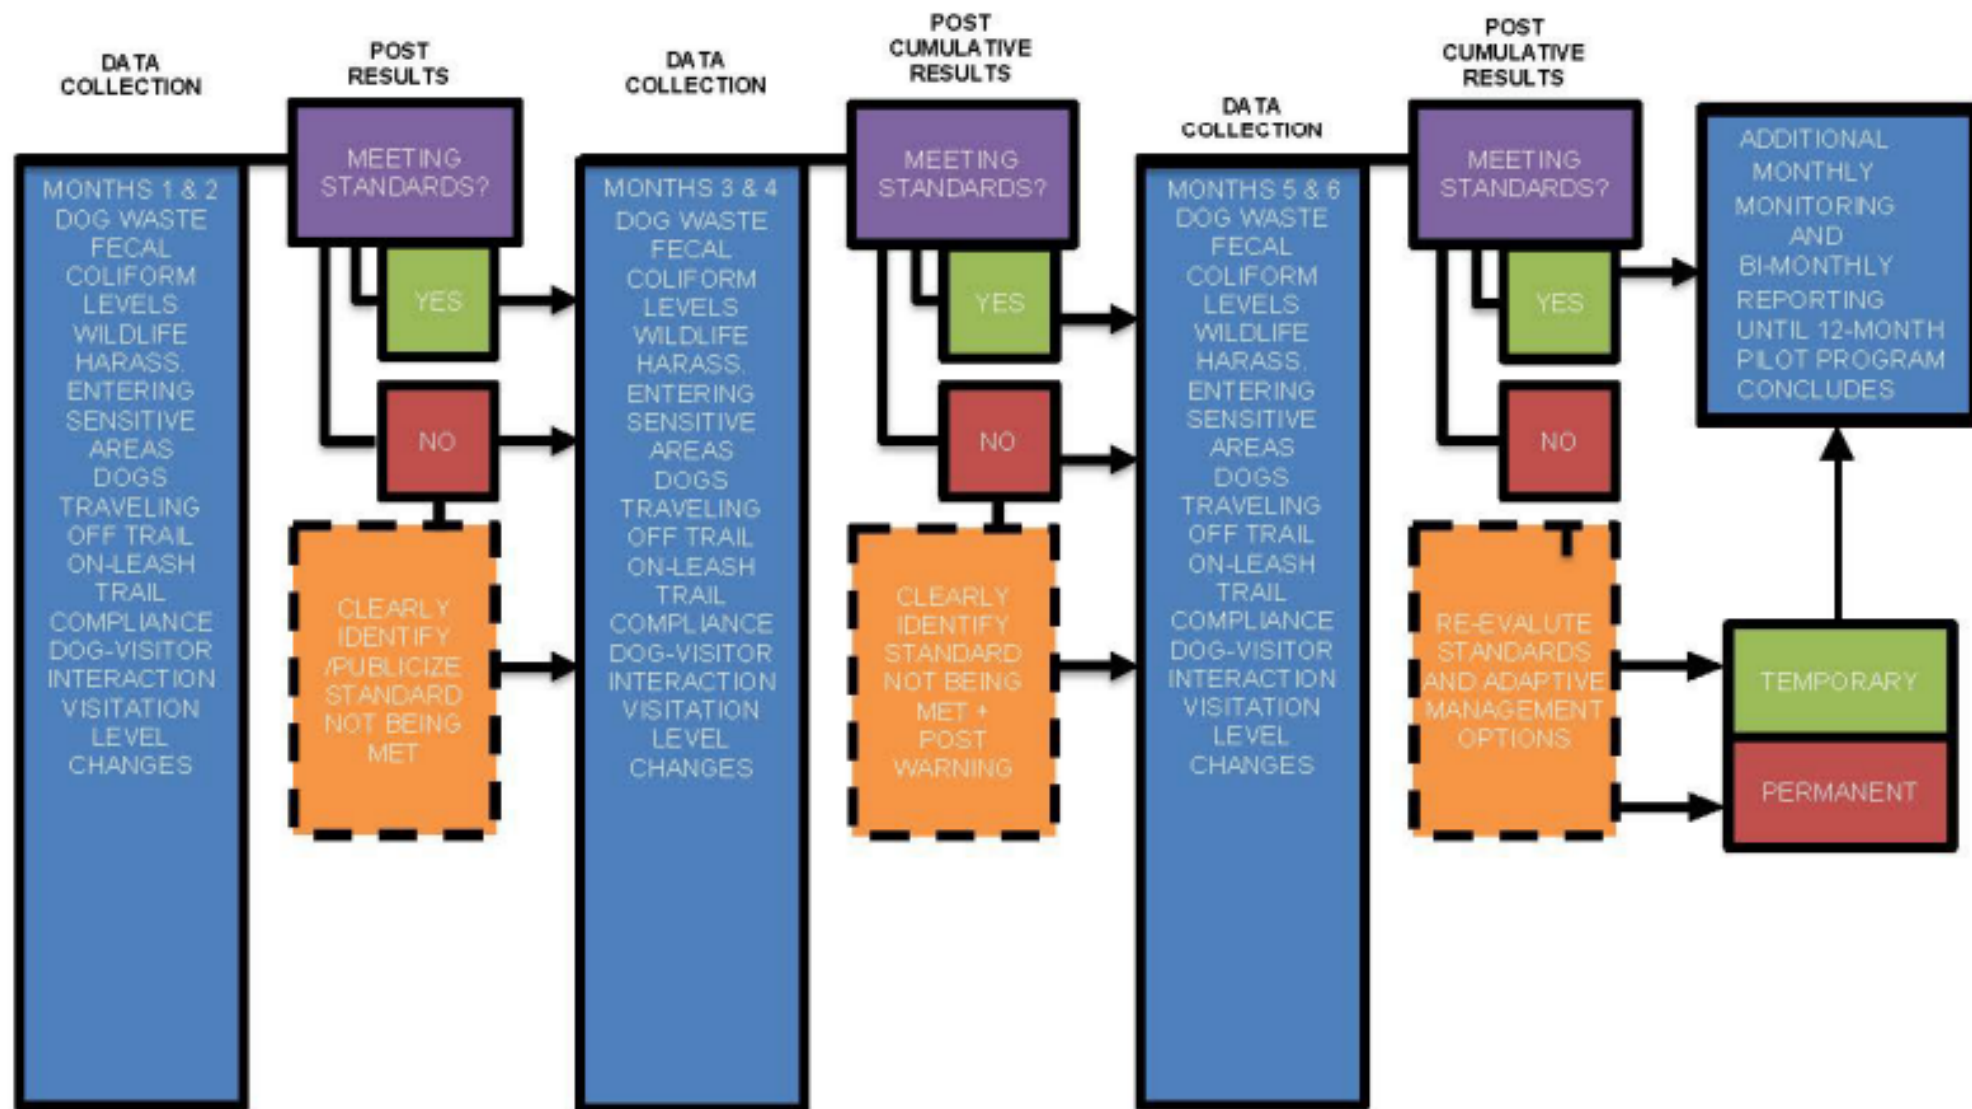 DATA
COLLECTION
MONTHS 1 & 2
DOG WASTE
FECAL
COLIFORM
LEVELS
WILDLIFE
HARASS.
ENTERING
SENSITIVE
AREAS
DOGS
TRAVELING
OFF TRAIL
ON-LEASH
TRAIL
COMPLIANCE
DOG-VISITOR
INTERACTION
VISITATION
LEVEL
CHANGES
POST
RESULTS
MEETING
STANDARDS?
YES
NO
CLEARLY
IDENTIFY
/PUBLICIZE
STANDARD
NOT BEING
MET
DATA
COLLECTION
MONTHS 3 & 4
DOG WASTE
FECAL
COLIFORM
LEVELS
WILDLIFE
HARASS.
ENTERING
SENSITIVE
AREAS
DOGS
TRAVELING
OFF TRAIL
ON-LEASH
TRAIL
COMPLIANCE
DOG-VISITOR
INTERACTION
VISITATION
LEVEL
CHANGES
POST
CUMULATIVE
RESULTS
MEETING
STANDARDS?
YES
NO
CLEARLY
IDENTIFY
STANDARD
NOT BEING
MET +
POST
WARNING
DATA
COLLECTION
MONTHS 5 & 6
DOG WASTE
FECAL
COLIFORM
LEVELS
WILDLIFE
HARASS.
ENTERING
SENSITIVE
AREAS
DOGS
TRAVELING
OFF TRAIL
ON-LEASH
TRAIL
COMPLIANCE
DOG-VISITOR
INTERACTION
VISITATION
LEVEL
CHANGES
POST
CUMULATIVE
RESULTS
MEETING
STANDARDS?
YES
NO
RE-EVALUTE
STANDARDS
AND ADAPTIVE
MANAGEMENT
OPTIONS
ADDITIONAL
MONTHLY
MONITORING
AND
BI-MONTHLY
REPORTING
UNTIL 12-MONTH
PILOT PROGRAM
CONCLUDES
TEMPORARY
PERMANENT